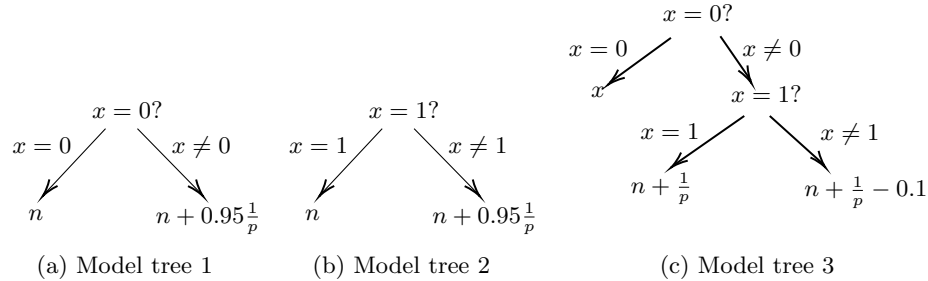 x = 0?
x = 0
x ≠ 0
n
n + 0.95 1/p
(a) Model tree 1
x = 1?
x = 1
x ≠ 1
n
n + 0.95 1/p
(b) Model tree 2
x = 0?
x = 0
x ≠ 0
x
x = 1?
x = 1
x ≠ 1
n + 1/p
n + 1/p − 0.1
(c) Model tree 3